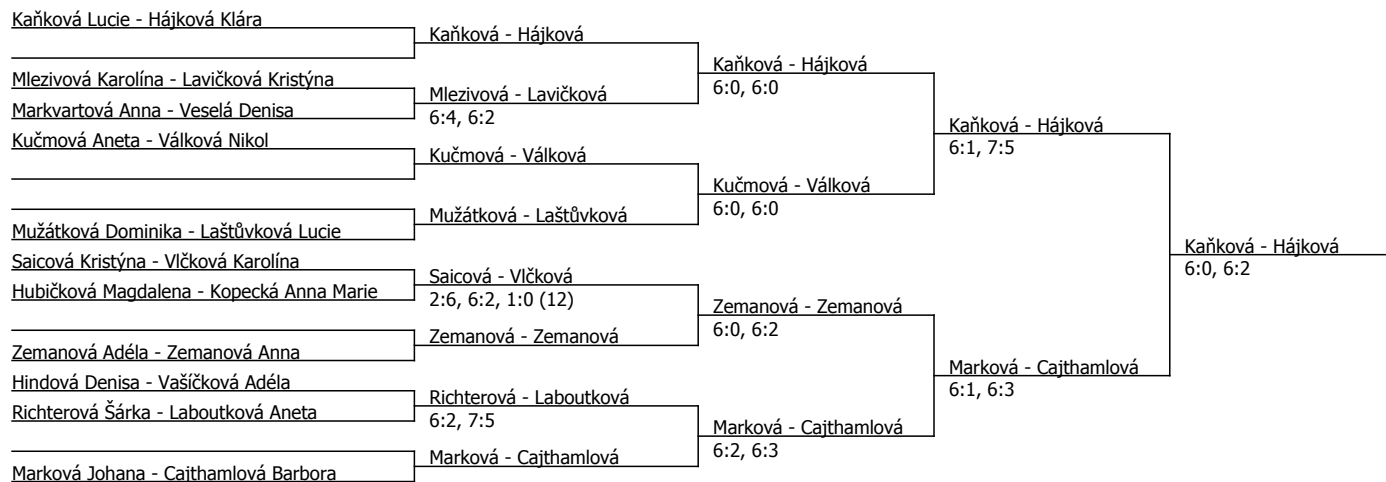 Kaňková Lucie - Hájková Klára
Kaňková - Hájková
Kaňková - Hájková
6:0, 6:0
Mlezivová Karolína - Lavičková Kristýna
Mlezivová - Lavičková
6:4, 6:2
Markvartová Anna - Veselá Denisa
Kaňková - Hájková
6:1, 7:5
Kučmová Aneta - Válková Nikol
Kučmová - Válková
Kučmová - Válková
6:0, 6:0
Mužátková - Laštůvková
Mužátková Dominika - Laštůvková Lucie
Kaňková - Hájková
6:0, 6:2
Saicová Kristýna - Vlčková Karolína
Saicová - Vlčková
2:6, 6:2, 1:0 (12)
Hubičková Magdalena - Kopecká Anna Marie
Zemanová - Zemanová
6:0, 6:2
Zemanová - Zemanová
Zemanová Adéla - Zemanová Anna
Marková - Cajthamlová
6:1, 6:3
Hindová Denisa - Vašíčková Adéla
Richterová - Laboutková
6:2, 7:5
Richterová Šárka - Laboutková Aneta
Marková - Cajthamlová
6:2, 6:3
Marková - Cajthamlová
Marková Johana - Cajthamlová Barbora